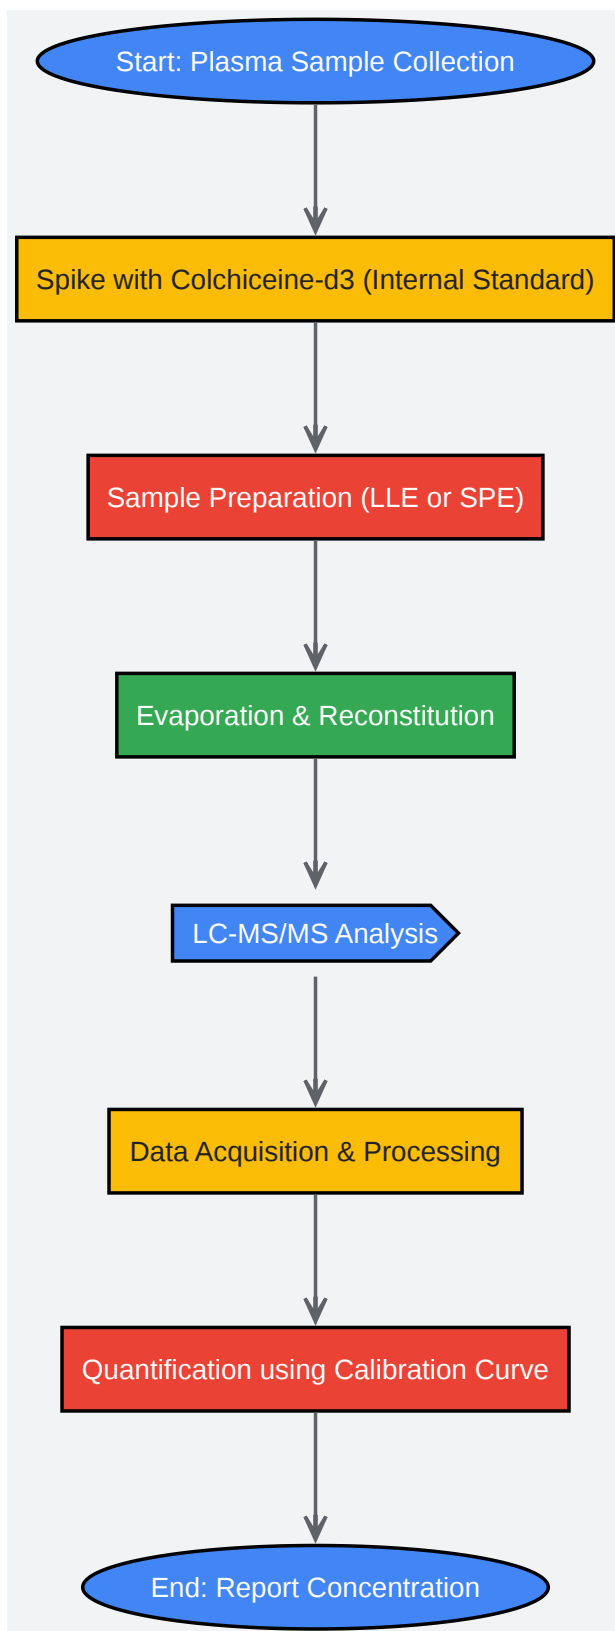 Start: Plasma Sample Collection
Spike with Colchiceine-d3 (Internal Standard)
Sample Preparation (LLE or SPE)
Evaporation & Reconstitution
LC-MS/MS Analysis
Data Acquisition & Processing
Quantification using Calibration Curve
End: Report Concentration